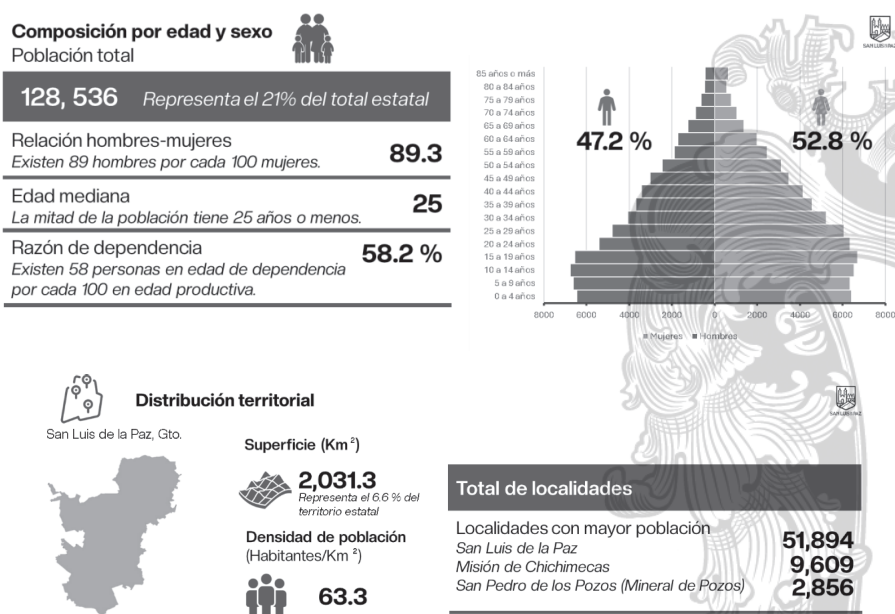 Composición por edad y sexo
Población total
128, 536 Representa el 21% del total estatal
Relación hombres-mujeres
Existen 89 hombres por cada 100 mujeres.
89.3
Edad mediana
La mitad de la población tiene 25 años o menos.
25
Razón de dependencia
Existen 58 personas en edad de dependencia
por cada 100 en edad productiva.
58.2 %
SAN LUIS PAZ
85 años o más
80 a 84 años
75 a 79 años
70 a 74 años
65 a 69 años
60 a 64 años
55 a 59 años
50 a 54 años
45 a 49 años
40 a 44 años
35 a 39 años
30 a 34 años
25 a 29 años
20 a 24 años
15 a 19 años
10 a 14 años
5 a 9 años
0 a 4 años
47.2 %
52.8 %
8000 6000 4000 2000 0 2000 4000 6000 8000
Mujeres Hombres
Distribución territorial
San Luis de la Paz, Gto.
Superficie (Km²)
2,031.3
Representa el 6.6 % del
territorio estatal
Densidad de población
(Habitantes/Km²)
63.3
Total de localidades
Localidades con mayor población
San Luis de la Paz 51,894
Misión de Chichimecas 9,609
San Pedro de los Pozos (Mineral de Pozos) 2,856